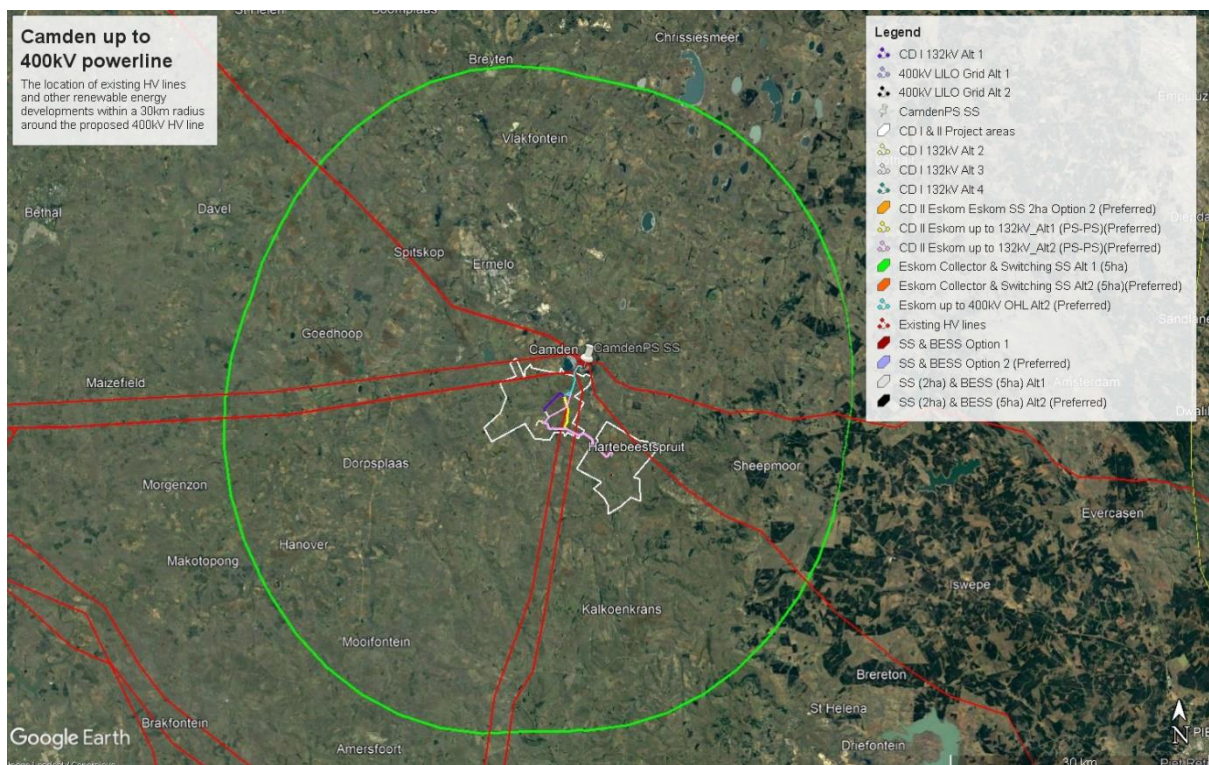 Camden up to
400kV powerline
The location of existing HV lines
and other renewable energy
developments within a 30km radius
around the proposed 400kV HV line
Legend
CD I 132kV Alt 1
400kV LILO Grid Alt 1
400kV LILO Grid Alt 2
CamdenPS SS
CD I & II Project areas
CD I 132kV Alt 2
CD I 132kV Alt 3
CD I 132kV Alt 4
CD II Eskom Eskom SS 2ha Option 2 (Preferred)
CD II Eskom up to 132kV_Alt1 (PS-PS)(Preferred)
CD II Eskom up to 132kV_Alt2 (PS-PS)(Preferred)
Eskom Collector & Switching SS Alt 1 (5ha)
Eskom Collector & Switching SS Alt2 (5ha)(Preferred)
Eskom up to 400kV OHL Alt2 (Preferred)
Existing HV lines
SS & BESS Option 1
SS & BESS Option 2 (Preferred)
SS (2ha) & BESS (5ha) Alt1
SS (2ha) & BESS (5ha) Alt2 (Preferred)
Chrissiesmeer
Breyten
Vlakfontein
Bethal
Davel
Spitskop
Ermelo
Goedhoop
Camden
CamdenPS SS
Maizefield
Amsterdam
Hartebeestspruit
Dorpsplaas
Sheepmoor
Morgenzon
Evercasen
Hanover
Makotopong
Iswepe
Kalkoenkrans
Mooifontein
Brereton
St Helena
Brakfontein
Google Earth
Amersfoort
Driefontein
N
30 km